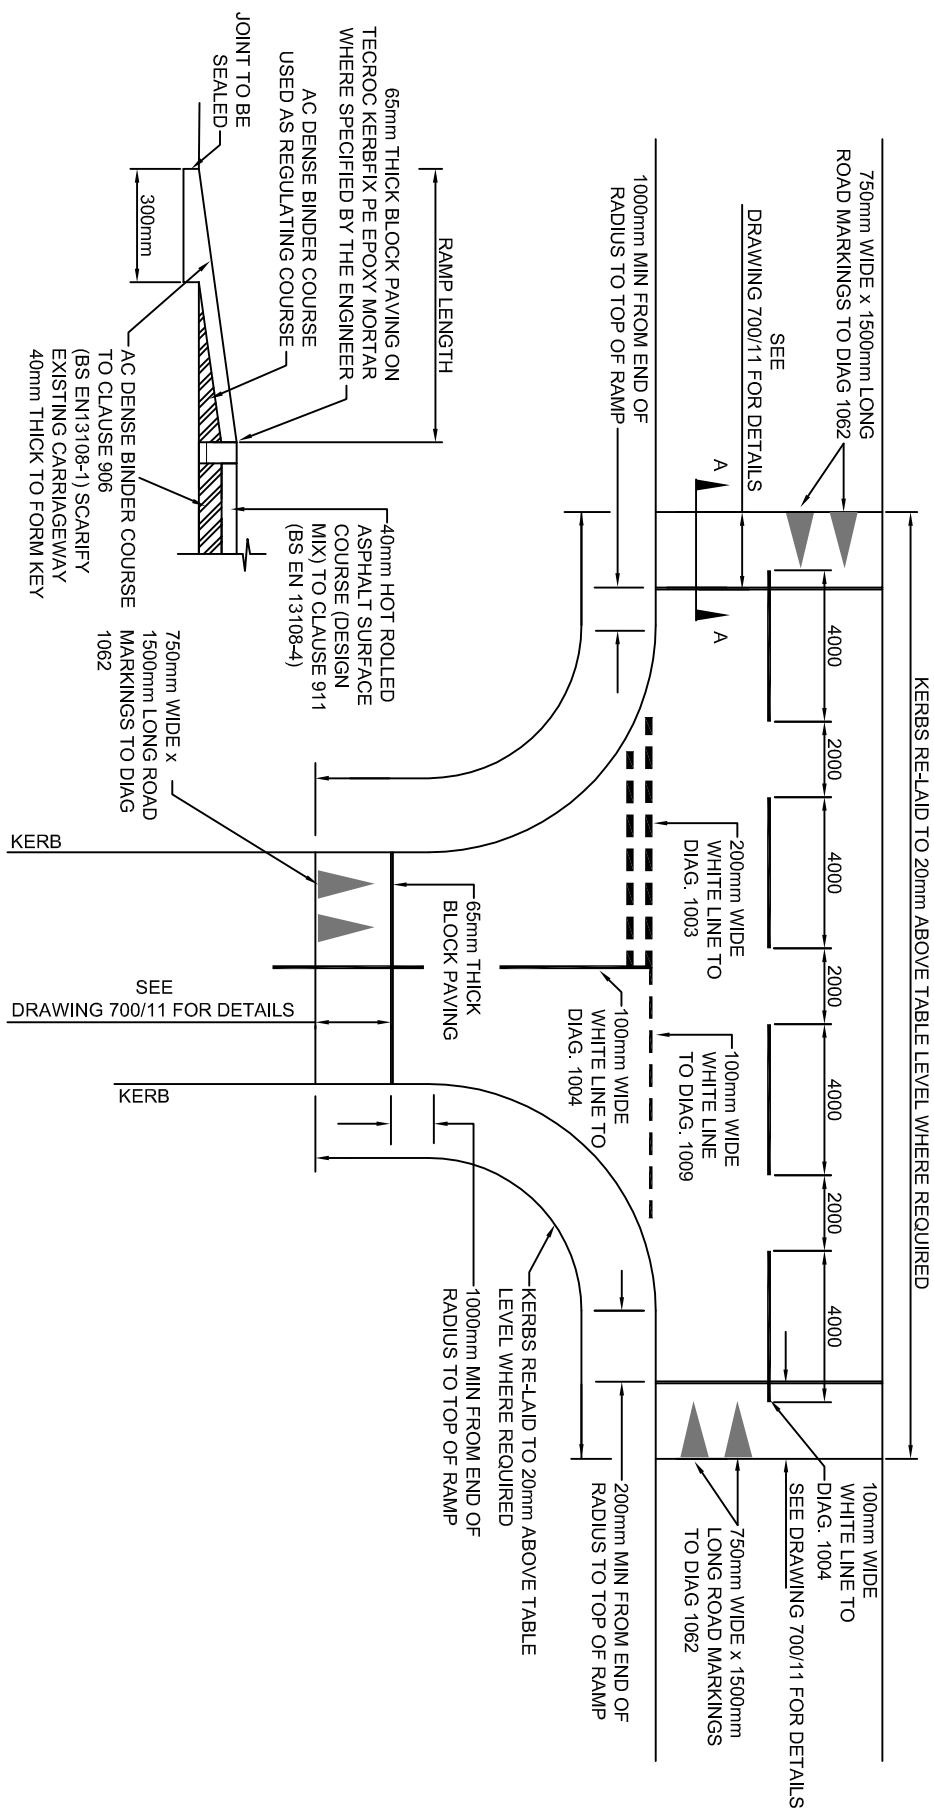 KERBS RE-LAID TO 20mm ABOVE TABLE LEVEL WHERE REQUIRED
750mm WIDE x 1500mm LONG
ROAD MARKINGS TO DIAG 1062
4000
2000
4000
2000
4000
2000
4000
100mm WIDE
WHITE LINE TO
DIAG. 1004
SEE DRAWING 700/11 FOR DETAILS
SEE
DRAWING 700/11 FOR DETAILS
A
A
200mm WIDE
WHITE LINE TO
DIAG. 1003
100mm WIDE
WHITE LINE
TO DIAG. 1009
750mm WIDE x 1500mm
LONG ROAD MARKINGS
TO DIAG 1062
1000mm MIN FROM END OF
RADIUS TO TOP OF RAMP
100mm WIDE
WHITE LINE TO
DIAG. 1004
200mm MIN FROM END OF
RADIUS TO TOP OF RAMP
KERBS RE-LAID TO 20mm ABOVE TABLE
LEVEL WHERE REQUIRED
1000mm MIN FROM END OF
RADIUS TO TOP OF RAMP
65mm THICK
BLOCK PAVING
RAMP LENGTH
65mm THICK BLOCK PAVING ON
TECROC KERBFIX PE EPOXY MORTAR
WHERE SPECIFIED BY THE ENGINEER
AC DENSE BINDER COURSE
USED AS REGULATING COURSE
JOINT TO BE
SEALED
300mm
40mm HOT ROLLED
ASPHALT SURFACE
COURSE (DESIGN
MIX) TO CLAUSE 911
(BS EN 13108-4)
AC DENSE BINDER COURSE
TO CLAUSE 906
(BS EN13108-1) SCARIFY
EXISTING CARRIAGEWAY
40mm THICK TO FORM KEY
750mm WIDE x
1500mm LONG ROAD
MARKINGS TO DIAG
1062
KERB
SEE
DRAWING 700/11 FOR DETAILS
KERB